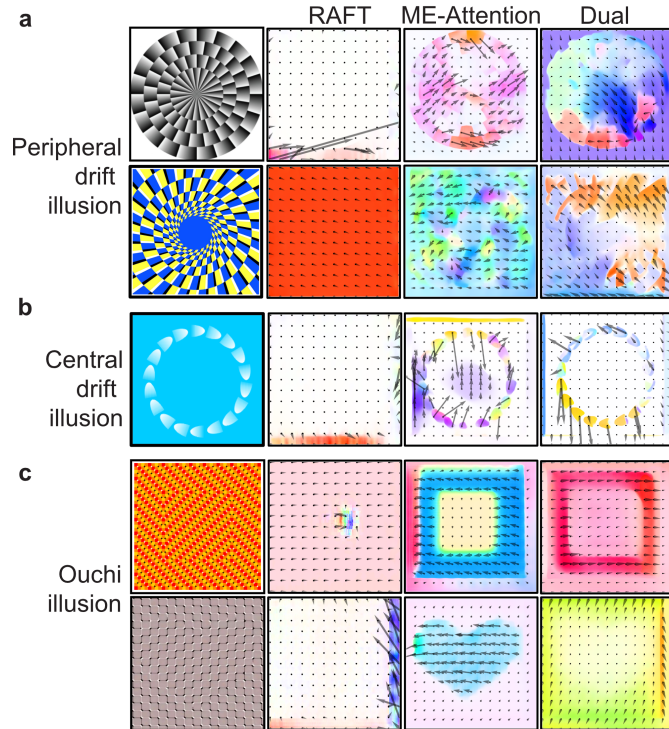 a
RAFT ME-Attention Dual
Peripheral
drift
illusion
b
Central
drift
illusion
c
Ouchi
illusion